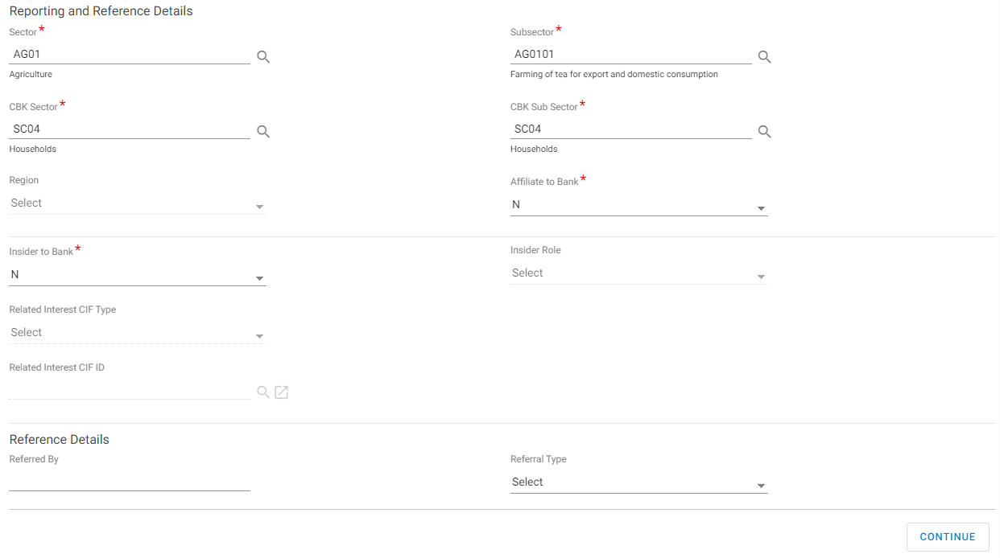 Reporting and Reference Details
Sector*
Subsector*
AG01
AG0101
Agriculture
Farming of tea for export and domestic consumption
CBK Sector*
CBK Sub Sector*
SC04
SC04
Households
Households
Region
Affiliate to Bank*
Select
N
Insider to Bank*
Insider Role
N
Select
Related Interest CIF Type
Select
Related Interest CIF ID
Reference Details
Referred By
Referral Type
Select
CONTINUE